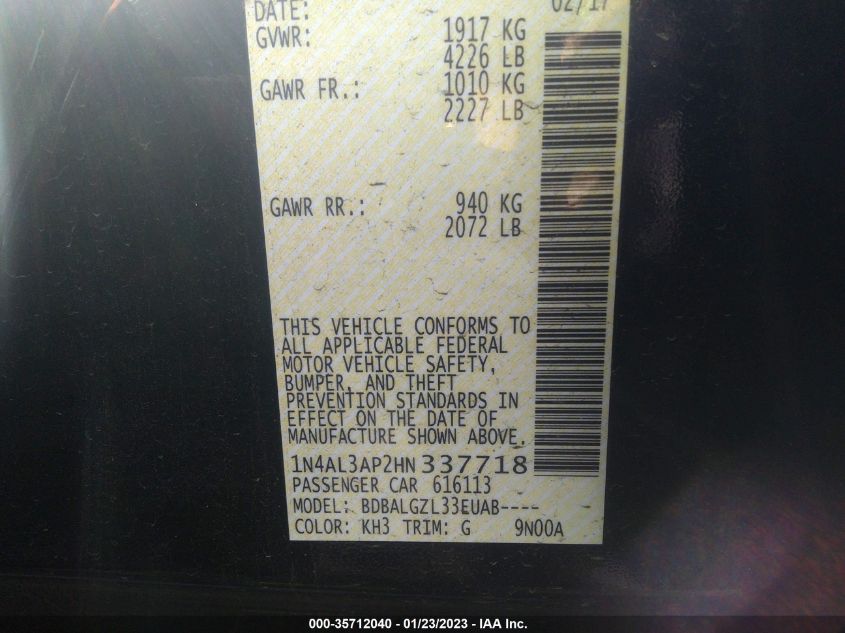 DATE: 02/17
GVWR: 1917 KG
4226 LB
GAWR FR.: 1010 KG
2227 LB
GAWR RR.: 940 KG
2072 LB
THIS VEHICLE CONFORMS TO
ALL APPLICABLE FEDERAL
MOTOR VEHICLE SAFETY,
BUMPER, AND THEFT
PREVENTION STANDARDS IN
EFFECT ON THE DATE OF
MANUFACTURE SHOWN ABOVE.
1N4AL3AP2HN 337718
PASSENGER CAR 616113
MODEL: BDBALGZL33EUAB----
COLOR: KH3 TRIM: G 9N00A
000-35712040 - 01/23/2023 - IAA Inc.